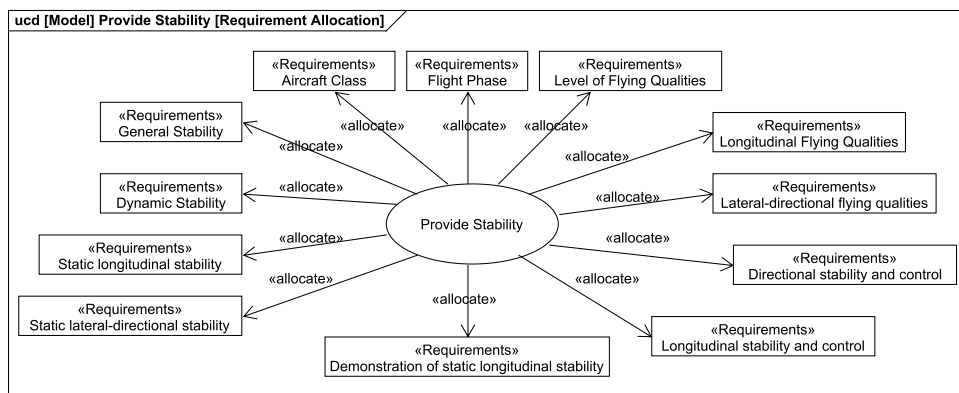 ucd [Model] Provide Stability [Requirement Allocation]
«Requirements»
Aircraft Class
«Requirements»
Flight Phase
«Requirements»
Level of Flying Qualities
«Requirements»
General Stability
«allocate»
«allocate»
«allocate»
«allocate»
«Requirements»
Longitudinal Flying Qualities
«allocate»
«Requirements»
Dynamic Stability
«allocate»
«allocate»
«Requirements»
Lateral-directional flying qualities
Provide Stability
«Requirements»
Static longitudinal stability
«allocate»
«allocate»
«Requirements»
Directional stability and control
«Requirements»
Static lateral-directional stability
«allocate»
«allocate»
«allocate»
«Requirements»
Longitudinal stability and control
«Requirements»
Demonstration of static longitudinal stability